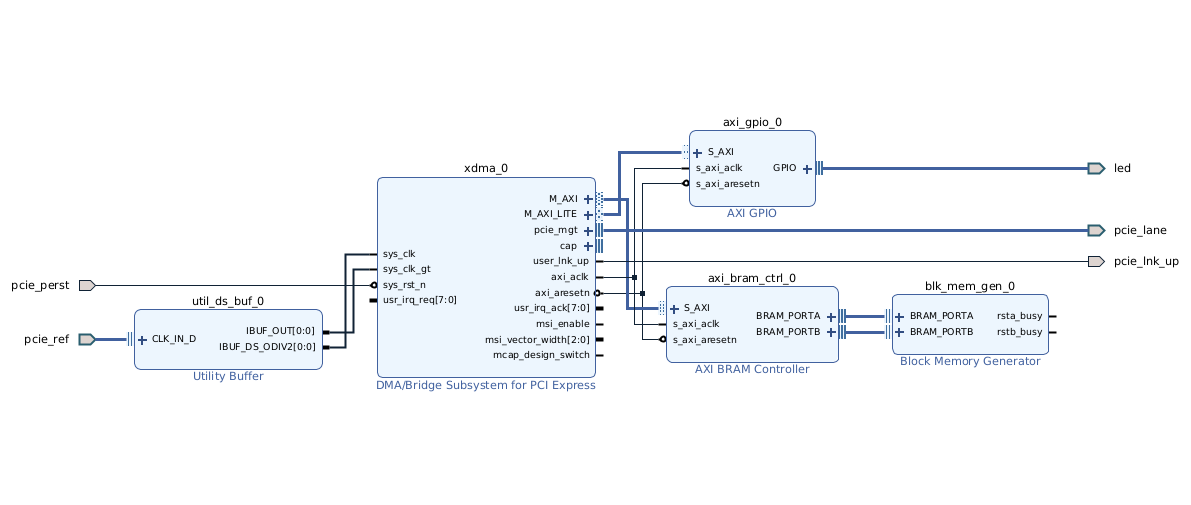 axi_gpio_0
S_AXI
s_axi_aclk
s_axi_aresetn
GPIO
AXI GPIO
led
xdma_0
M_AXI
M_AXI_LITE
pcie_mgt
cap
user_lnk_up
axi_aclk
axi_aresetn
usr_irq_ack[7:0]
msi_enable
msi_vector_width[2:0]
mcap_design_switch
sys_clk
sys_clk_gt
sys_rst_n
usr_irq_req[7:0]
DMA/Bridge Subsystem for PCI Express
pcie_lane
pcie_lnk_up
pcie_perst
pcie_ref
util_ds_buf_0
CLK_IN_D
IBUF_OUT[0:0]
IBUF_DS_ODIV2[0:0]
Utility Buffer
axi_bram_ctrl_0
S_AXI
s_axi_aclk
s_axi_aresetn
BRAM_PORTA
BRAM_PORTB
AXI BRAM Controller
blk_mem_gen_0
BRAM_PORTA
BRAM_PORTB
rsta_busy
rstb_busy
Block Memory Generator